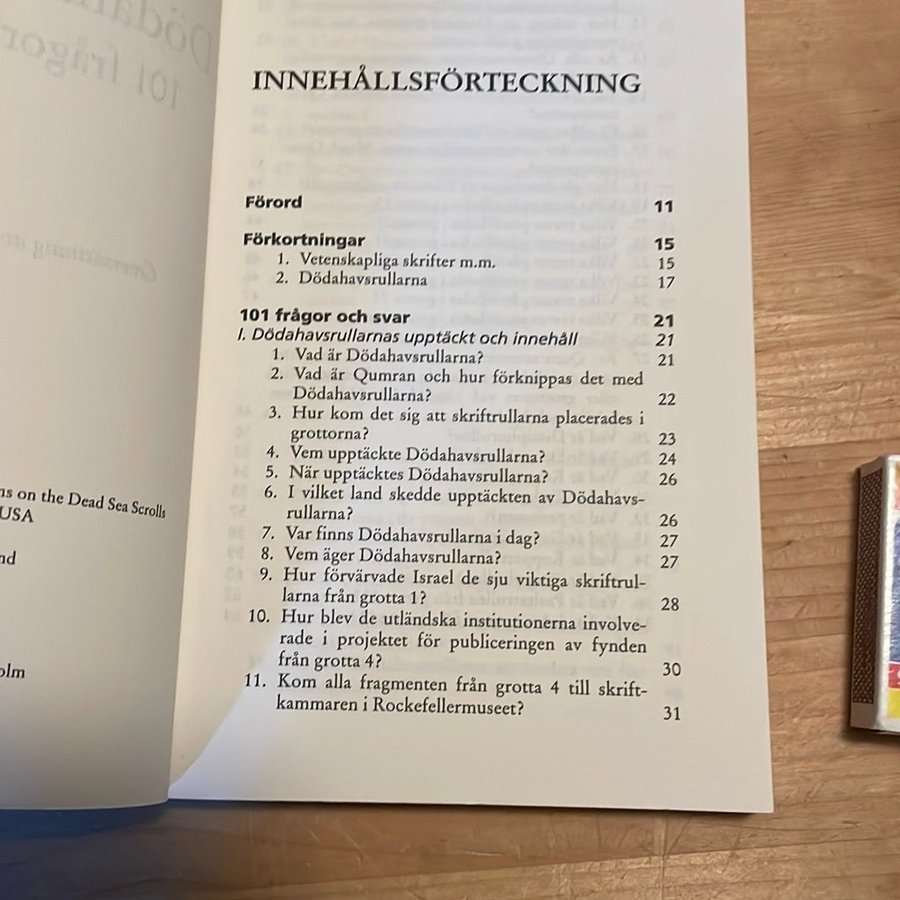 ns on the Dead Sea Scrolls
USA
nd
olm
INNEHÅLLSFÖRTECKNING
Förord 11
Förkortningar 15
1. Vetenskapliga skrifter m.m. 15
2. Dödahavsrullarna 17
101 frågor och svar 21
I. Dödahavsrullarnas upptäckt och innehåll 21
1. Vad är Dödahavsrullarna? 21
2. Vad är Qumran och hur förknippas det med
Dödahavsrullarna? 22
3. Hur kom det sig att skriftrullarna placerades i
grottorna? 23
4. Vem upptäckte Dödahavsrullarna? 24
5. När upptäcktes Dödahavsrullarna? 26
6. I vilket land skedde upptäckten av Dödahavs-
rullarna? 26
7. Var finns Dödahavsrullarna i dag? 27
8. Vem äger Dödahavsrullarna? 27
9. Hur förvärvade Israel de sju viktiga skriftrul-
larna från grotta 1? 28
10. Hur blev de utländska institutionerna involve-
rade i projektet för publiceringen av fynden
från grotta 4? 30
11. Kom alla fragmenten från grotta 4 till skrift-
kammaren i Rockefellermuseet? 31